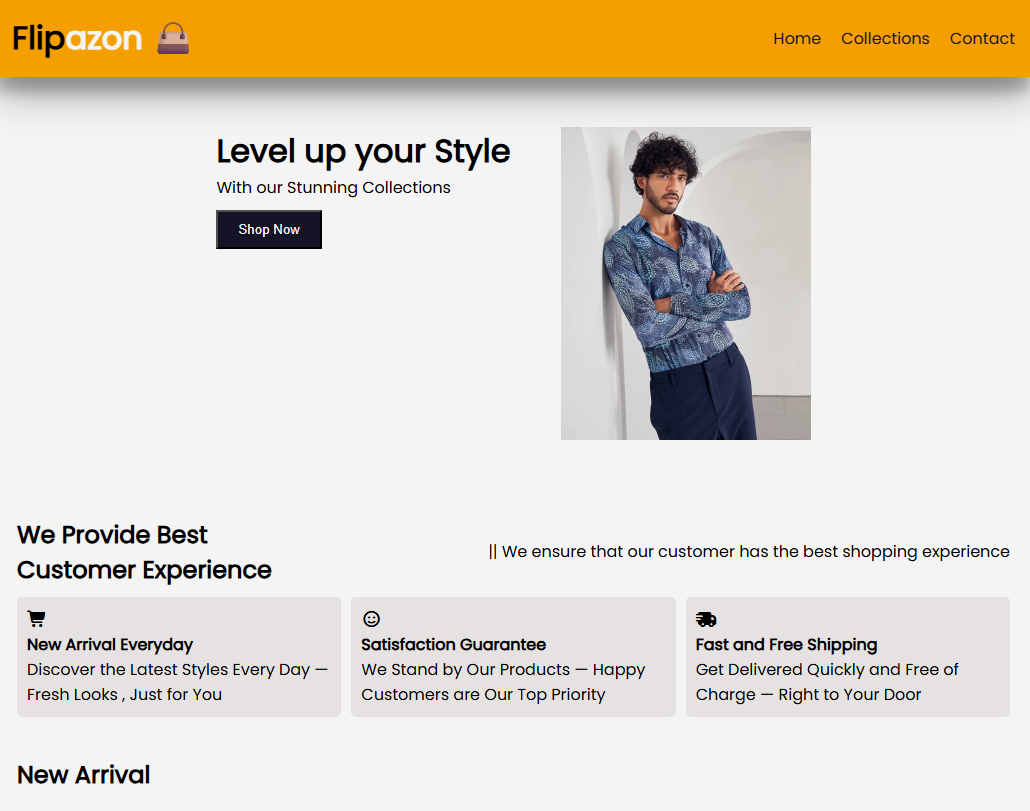 Flipazon
Home Collections Contact
Level up your Style
With our Stunning Collections
Shop Now
We Provide Best
Customer Experience
|| We ensure that our customer has the best shopping experience
New Arrival Everyday
Discover the Latest Styles Every Day —
Fresh Looks , Just for You
Satisfaction Guarantee
We Stand by Our Products — Happy
Customers are Our Top Priority
Fast and Free Shipping
Get Delivered Quickly and Free of
Charge — Right to Your Door
New Arrival